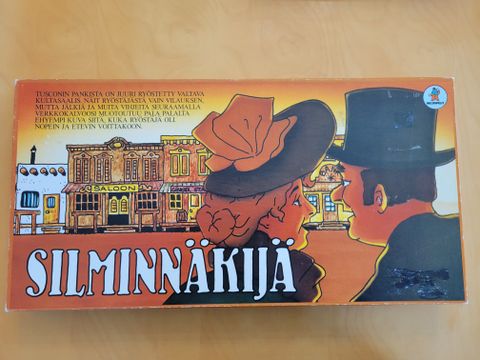 TUSCONIN PANKISTA ON JUURI RYÖSTETTY VALTAVA
KULTASAALIS. NÄIT RYÖSTÄJÄSTÄ VAIN VILAUKSEN,
MUTTA JÄLKIÄ JA MUITA VIHJEITÄ SEURAAMALLA
VERKKOKALVOOSI MUOTOUTUU PALA PALALTA
EHYEMPI KUVA SIITÄ, KUKA RYÖSTÄJÄ OLI.
NOPEIN JA ETEVIN VOITTAKOON.
SALOON
SILMINNÄKIJÄ